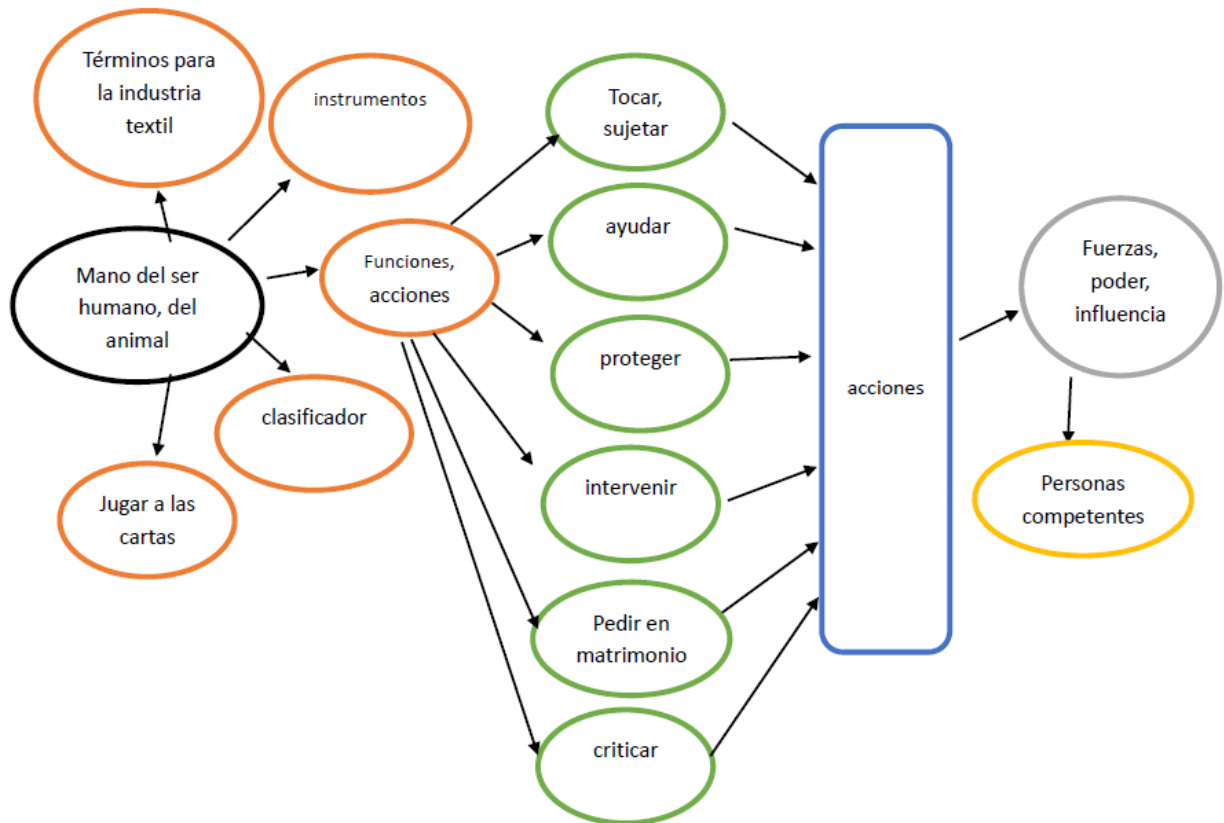 Términos para
la industria
textil
instrumentos
Mano del ser
humano, del
animal
Funciones,
acciones
clasificador
Jugar a las
cartas
Tocar,
sujetar
ayudar
proteger
intervenir
Pedir en
matrimonio
criticar
acciones
Fuerzas,
poder,
influencia
Personas
competentes